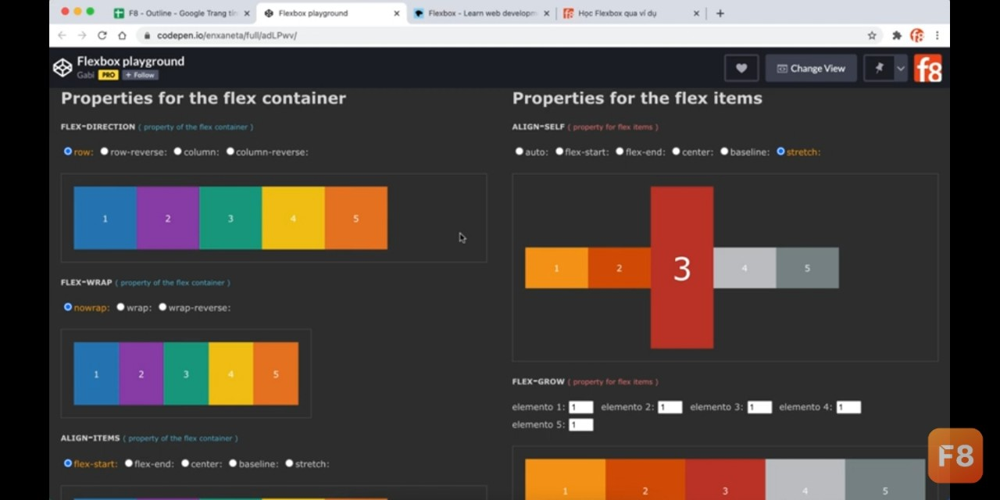 F8 - Outline - Google Trang tín
Flexbox playground
Flexbox - Learn web developm
Học Flexbox qua ví dụ
codepen.io/enxaneta/full/adLPwv/
Flexbox playground
Gabi PRO + Follow
Change View
f8
Properties for the flex container
FLEX-DIRECTION ( property of the flex container )
row: row-reverse: column: column-reverse:
1 2 3 4 5
FLEX-WRAP ( property of the flex container )
nowrap: wrap: wrap-reverse:
1 2 3 4 5
ALIGN-ITEMS ( property of the flex container )
flex-start: flex-end: center: baseline: stretch:
Properties for the flex items
ALIGN-SELF ( property for flex items )
auto: flex-start: flex-end: center: baseline: stretch:
1 2 3 4 5
FLEX-GROW ( property for flex items )
elemento 1: 1 elemento 2: 1 elemento 3: 1 elemento 4: 1
elemento 5: 1
1 2 3 4 5
F8